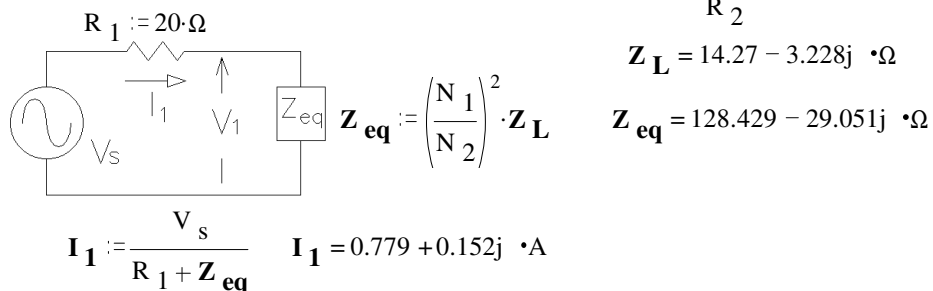 R 2
R 1 := 20·Ω
Z L = 14.27 − 3.228j •Ω
I1
V1
Zeq
Vs
Z eq := (N 1 / N 2)^2 · Z L
Z eq = 128.429 − 29.051j •Ω
I 1 := V s / (R 1 + Z eq)
I 1 = 0.779 + 0.152j •A